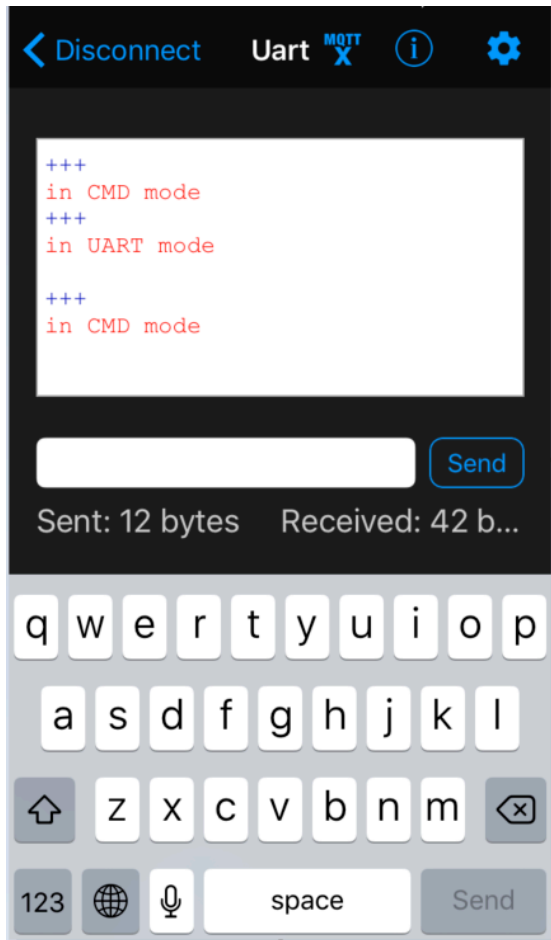 Disconnect Uart MQTT X i
+++
in CMD mode
+++
in UART mode
+++
in CMD mode
Send
Sent: 12 bytes Received: 42 b...
q w e r t y u i o p
a s d f g h j k l
z x c v b n m
123 space Send